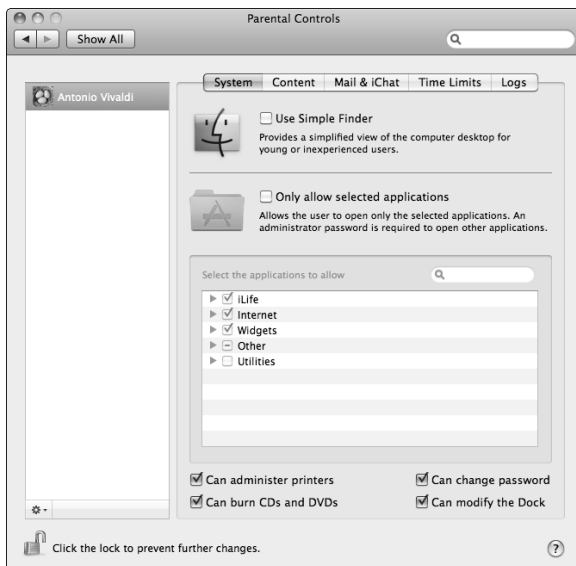 Parental Controls
Show All
Antonio Vivaldi
System Content Mail & iChat Time Limits Logs
Use Simple Finder
Provides a simplified view of the computer desktop for
young or inexperienced users.
Only allow selected applications
Allows the user to open only the selected applications. An
administrator password is required to open other applications.
Select the applications to allow
iLife
Internet
Widgets
Other
Utilities
Can administer printers Can change password
Can burn CDs and DVDs Can modify the Dock
Click the lock to prevent further changes. ?